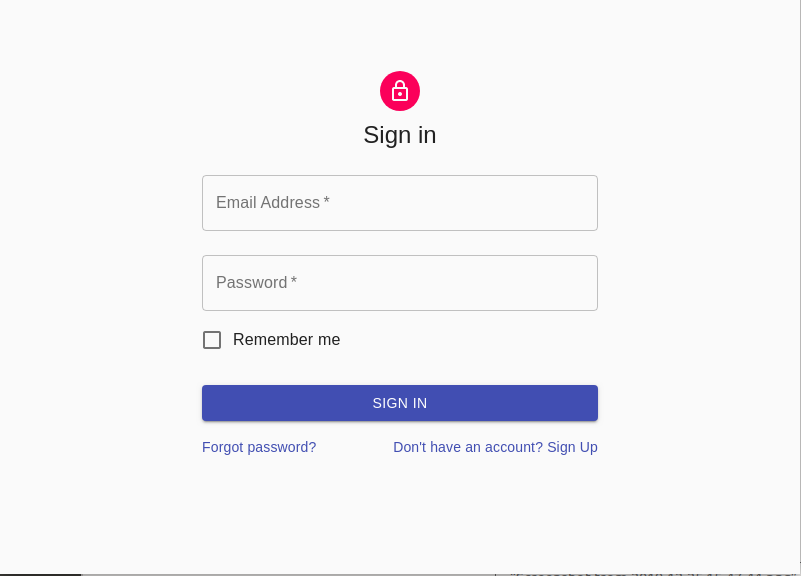 Sign in
Email Address *
Password *
Remember me
SIGN IN
Forgot password? Don't have an account? Sign Up